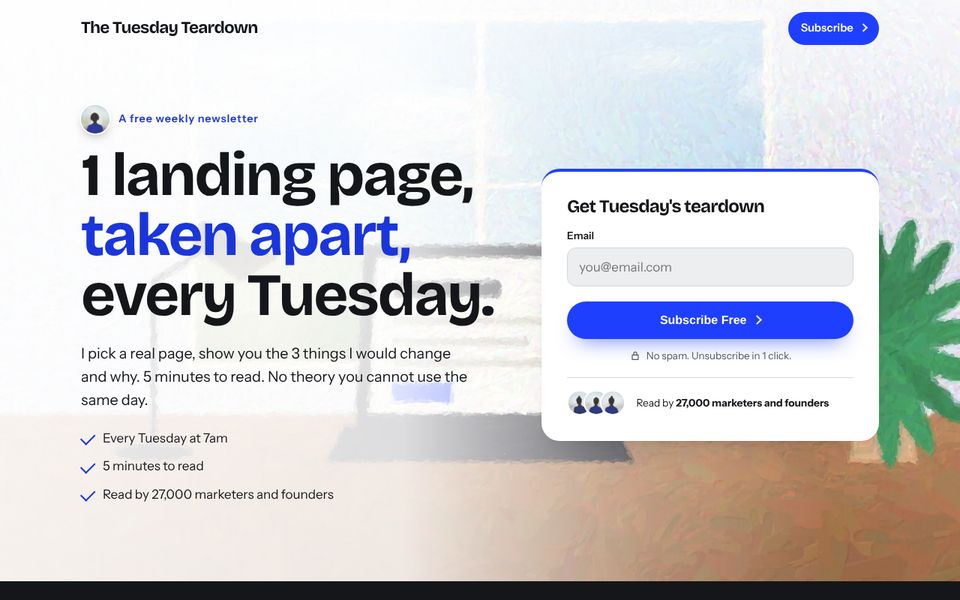 The Tuesday Teardown
Subscribe
A free weekly newsletter
1 landing page,
taken apart,
every Tuesday.
I pick a real page, show you the 3 things I would change
and why. 5 minutes to read. No theory you cannot use the
same day.
Every Tuesday at 7am
5 minutes to read
Read by 27,000 marketers and founders
Get Tuesday's teardown
Email
you@email.com
Subscribe Free
No spam. Unsubscribe in 1 click.
Read by 27,000 marketers and founders